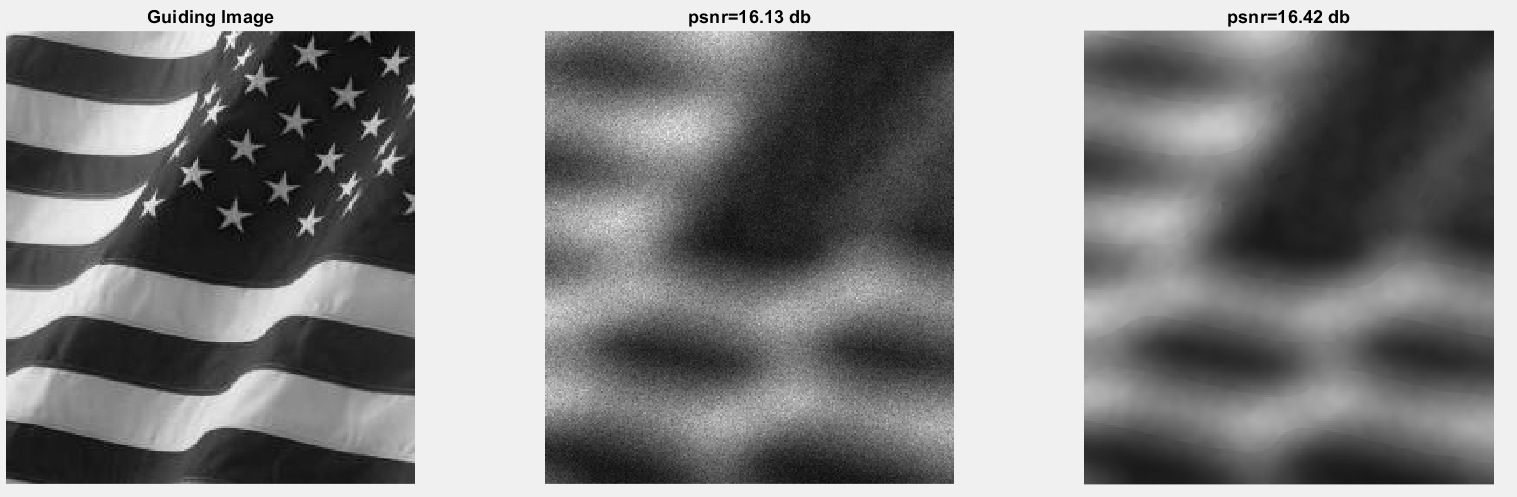 Guiding Image
psnr=16.13 db
psnr=16.42 db